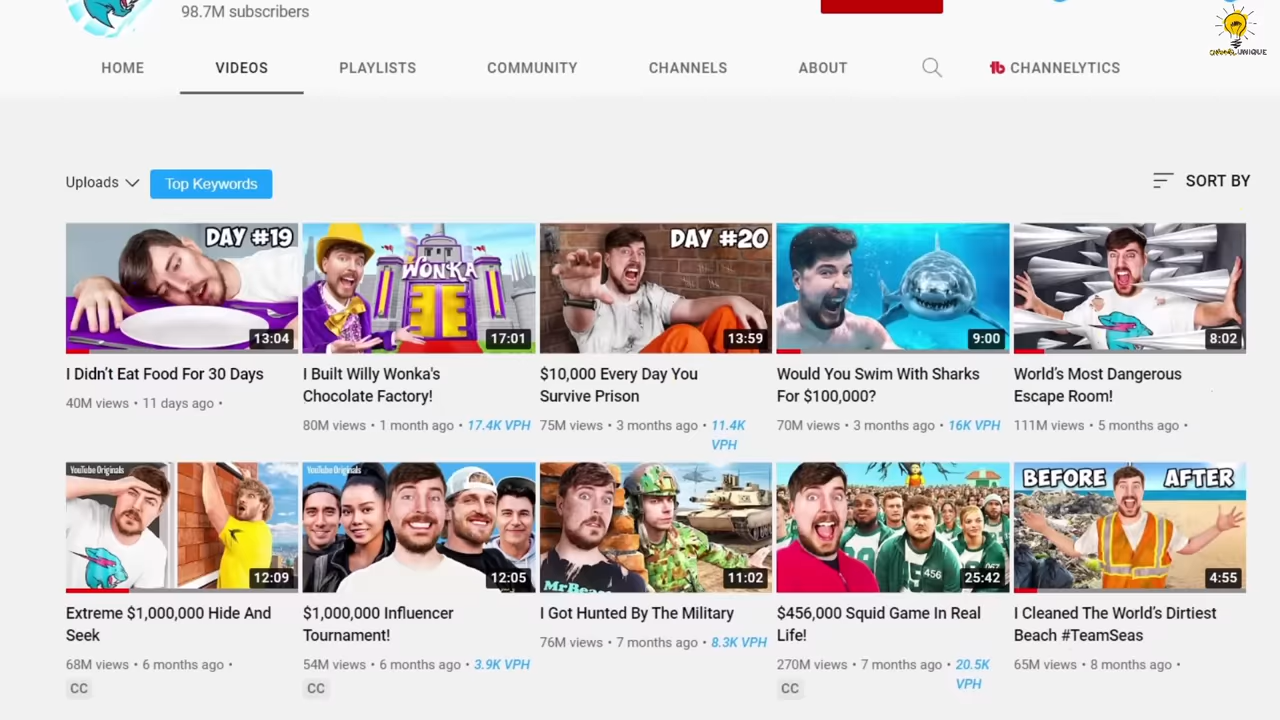 98.7M subscribers
HOME VIDEOS PLAYLISTS COMMUNITY CHANNELS ABOUT CHANNELYTICS
Uploads Top Keywords SORT BY
DAY #19
13:04
WONKA
17:01
DAY #20
13:59
9:00
8:02
I Didn't Eat Food For 30 Days
40M views • 11 days ago •
I Built Willy Wonka's
Chocolate Factory!
80M views • 1 month ago • 17.4K VPH
$10,000 Every Day You
Survive Prison
75M views • 3 months ago • 11.4K
VPH
Would You Swim With Sharks
For $100,000?
70M views • 3 months ago • 16K VPH
World's Most Dangerous
Escape Room!
111M views • 5 months ago •
YouTube Originals
12:09
YouTube Originals
12:05
11:02
456
067
25:42
BEFORE AFTER
4:55
Extreme $1,000,000 Hide And
Seek
68M views • 6 months ago •
CC
$1,000,000 Influencer
Tournament!
54M views • 6 months ago • 3.9K VPH
CC
I Got Hunted By The Military
76M views • 7 months ago • 8.3K VPH
$456,000 Squid Game In Real
Life!
270M views • 7 months ago • 20.5K
VPH
CC
I Cleaned The World's Dirtiest
Beach #TeamSeas
65M views • 8 months ago •